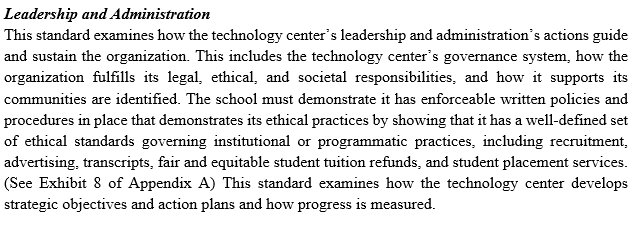 Leadership and Administration
This standard examines how the technology center's leadership and administration's actions guide
and sustain the organization. This includes the technology center's governance system, how the
organization fulfills its legal, ethical, and societal responsibilities, and how it supports its
communities are identified. The school must demonstrate it has enforceable written policies and
procedures in place that demonstrates its ethical practices by showing that it has a well-defined set
of ethical standards governing institutional or programmatic practices, including recruitment,
advertising, transcripts, fair and equitable student tuition refunds, and student placement services.
(See Exhibit 8 of Appendix A) This standard examines how the technology center develops
strategic objectives and action plans and how progress is measured.